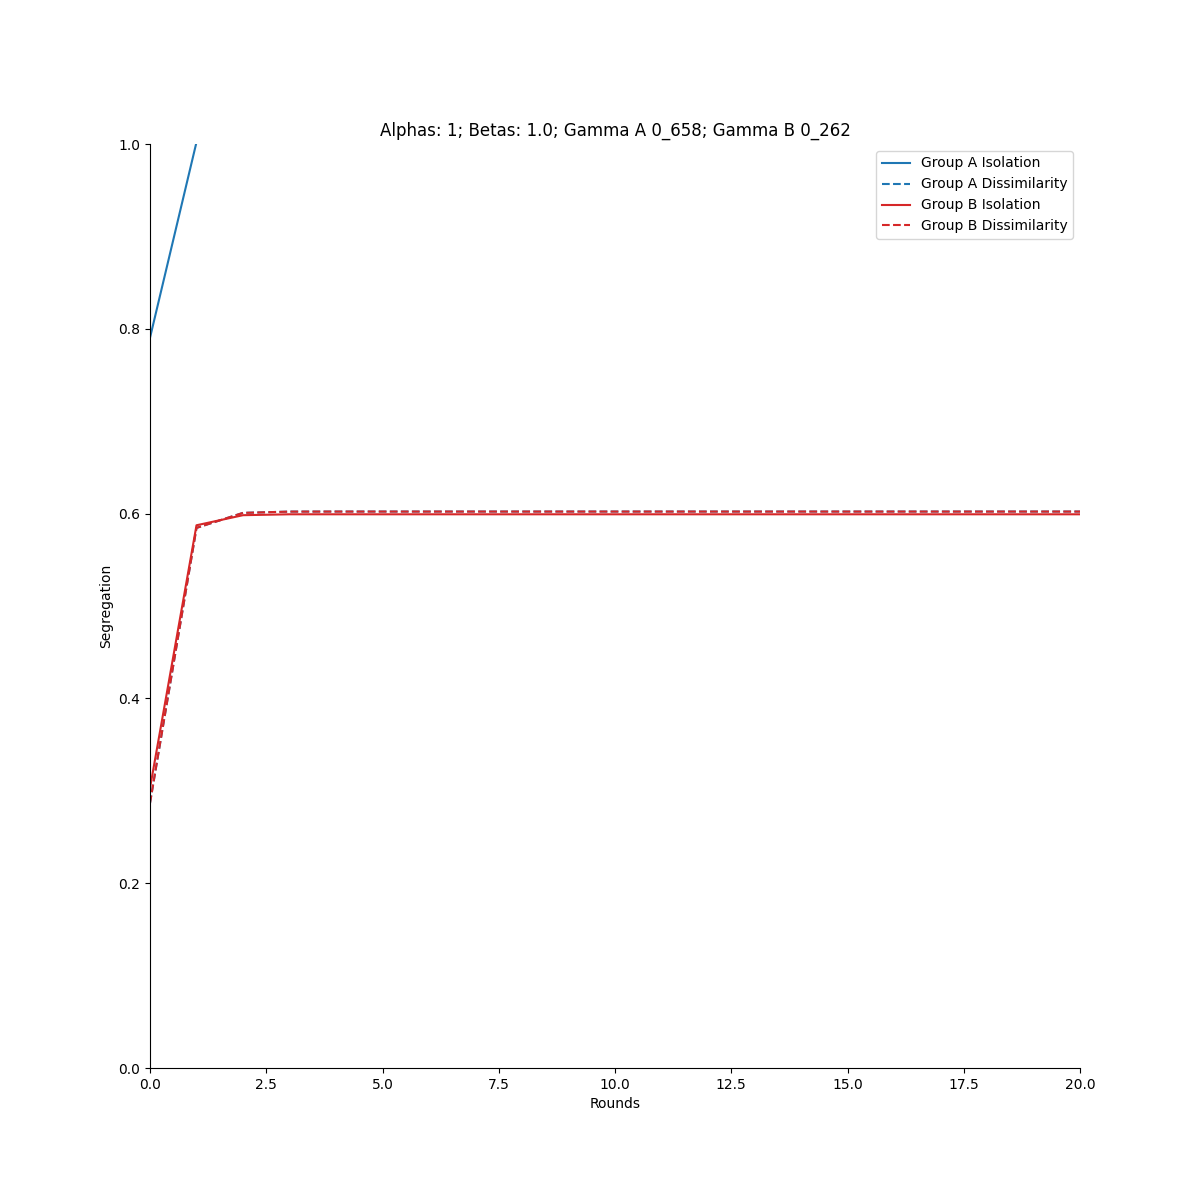 Alphas: 1; Betas: 1.0; Gamma A 0_658; Gamma B 0_262
Group A Isolation
Group A Dissimilarity
Group B Isolation
Group B Dissimilarity
1.0
0.8
0.6
0.4
0.2
0.0
Segregation
0.0 2.5 5.0 7.5 10.0 12.5 15.0 17.5 20.0
Rounds